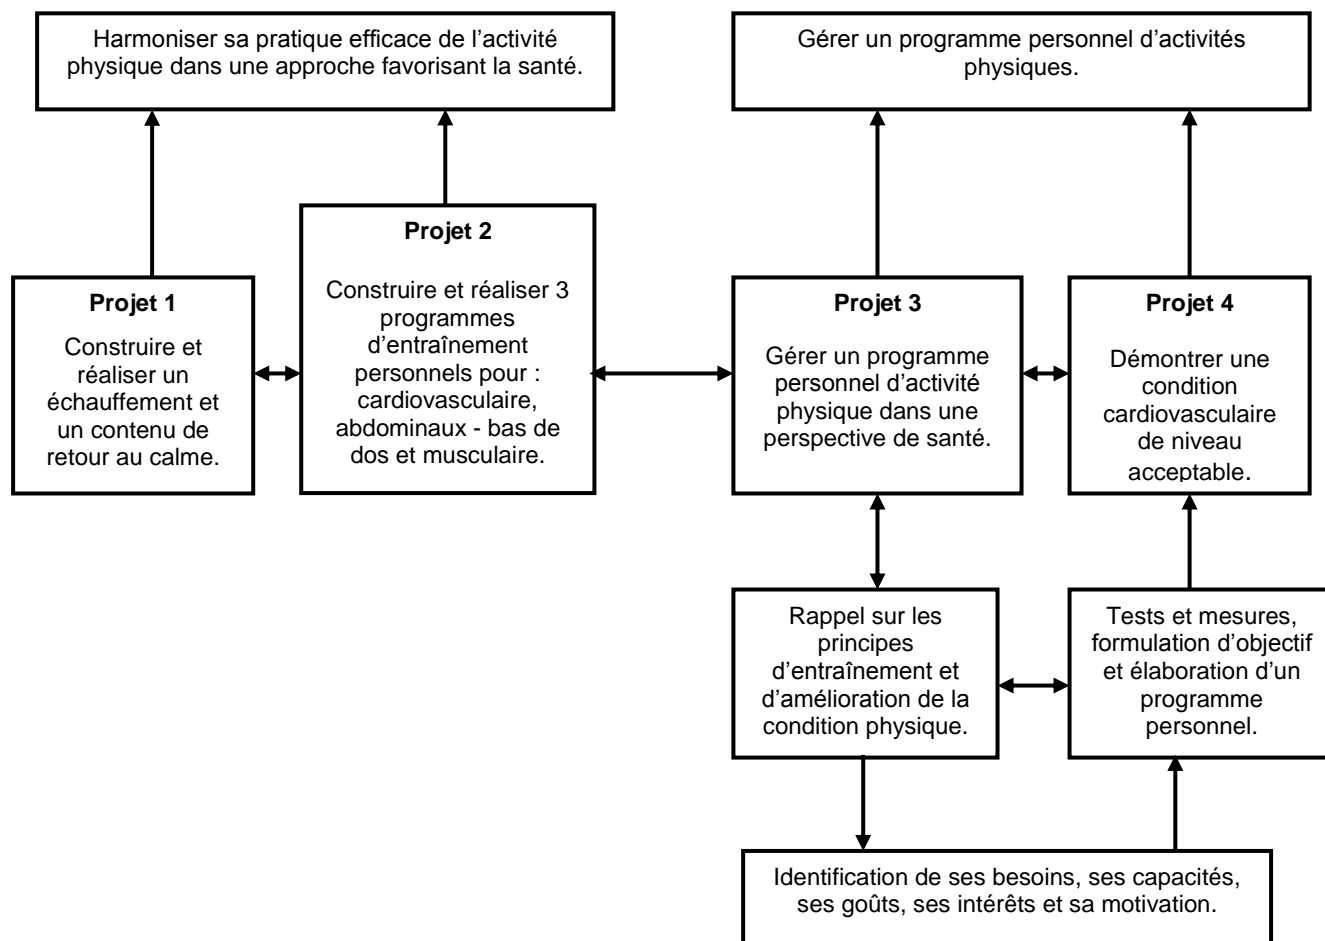 Harmoniser sa pratique efficace de l’activité
physique dans une approche favorisant la santé.
Gérer un programme personnel d’activités
physiques.
Projet 1
Construire et
réaliser un
échauffement et
un contenu de
retour au calme.
Projet 2
Construire et réaliser 3
programmes
d’entraînement
personnels pour :
cardiovasculaire,
abdominaux - bas de
dos et musculaire.
Projet 3
Gérer un programme
personnel d’activité
physique dans une
perspective de santé.
Projet 4
Démontrer une
condition
cardiovasculaire
de niveau
acceptable.
Rappel sur les
principes
d’entraînement et
d’amélioration de la
condition physique.
Tests et mesures,
formulation d’objectif
et élaboration d’un
programme
personnel.
Identification de ses besoins, ses capacités,
ses goûts, ses intérêts et sa motivation.